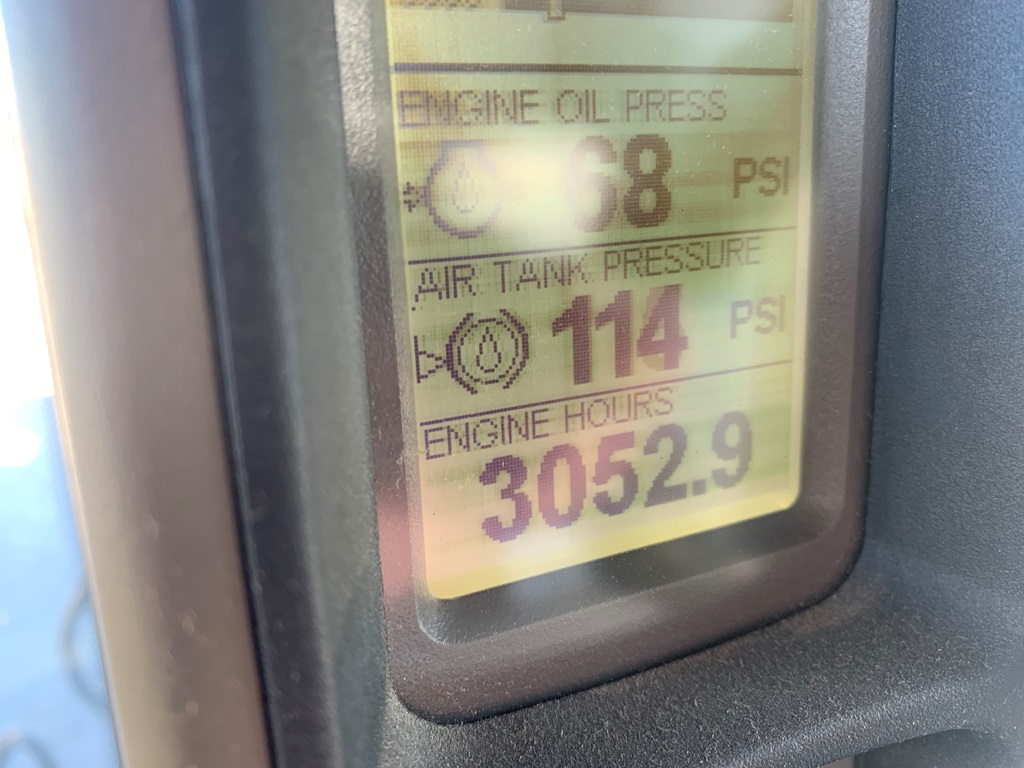 ENGINE OIL PRESS
68 PSI
AIR TANK PRESSURE
114 PSI
ENGINE HOURS
3052.9